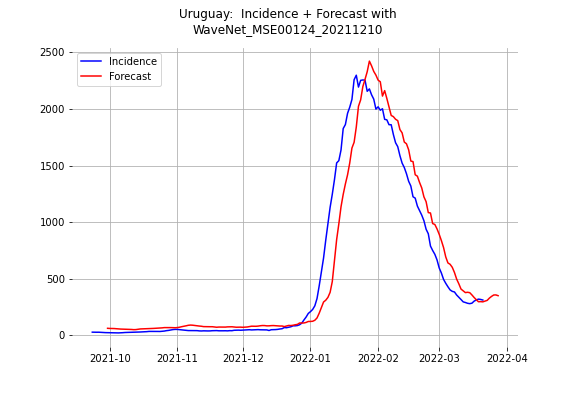 Uruguay:  Incidence + Forecast with
WaveNet_MSE00124_20211210
Incidence
Forecast
2500
2000
1500
1000
500
0
2021-10 2021-11 2021-12 2022-01 2022-02 2022-03 2022-04